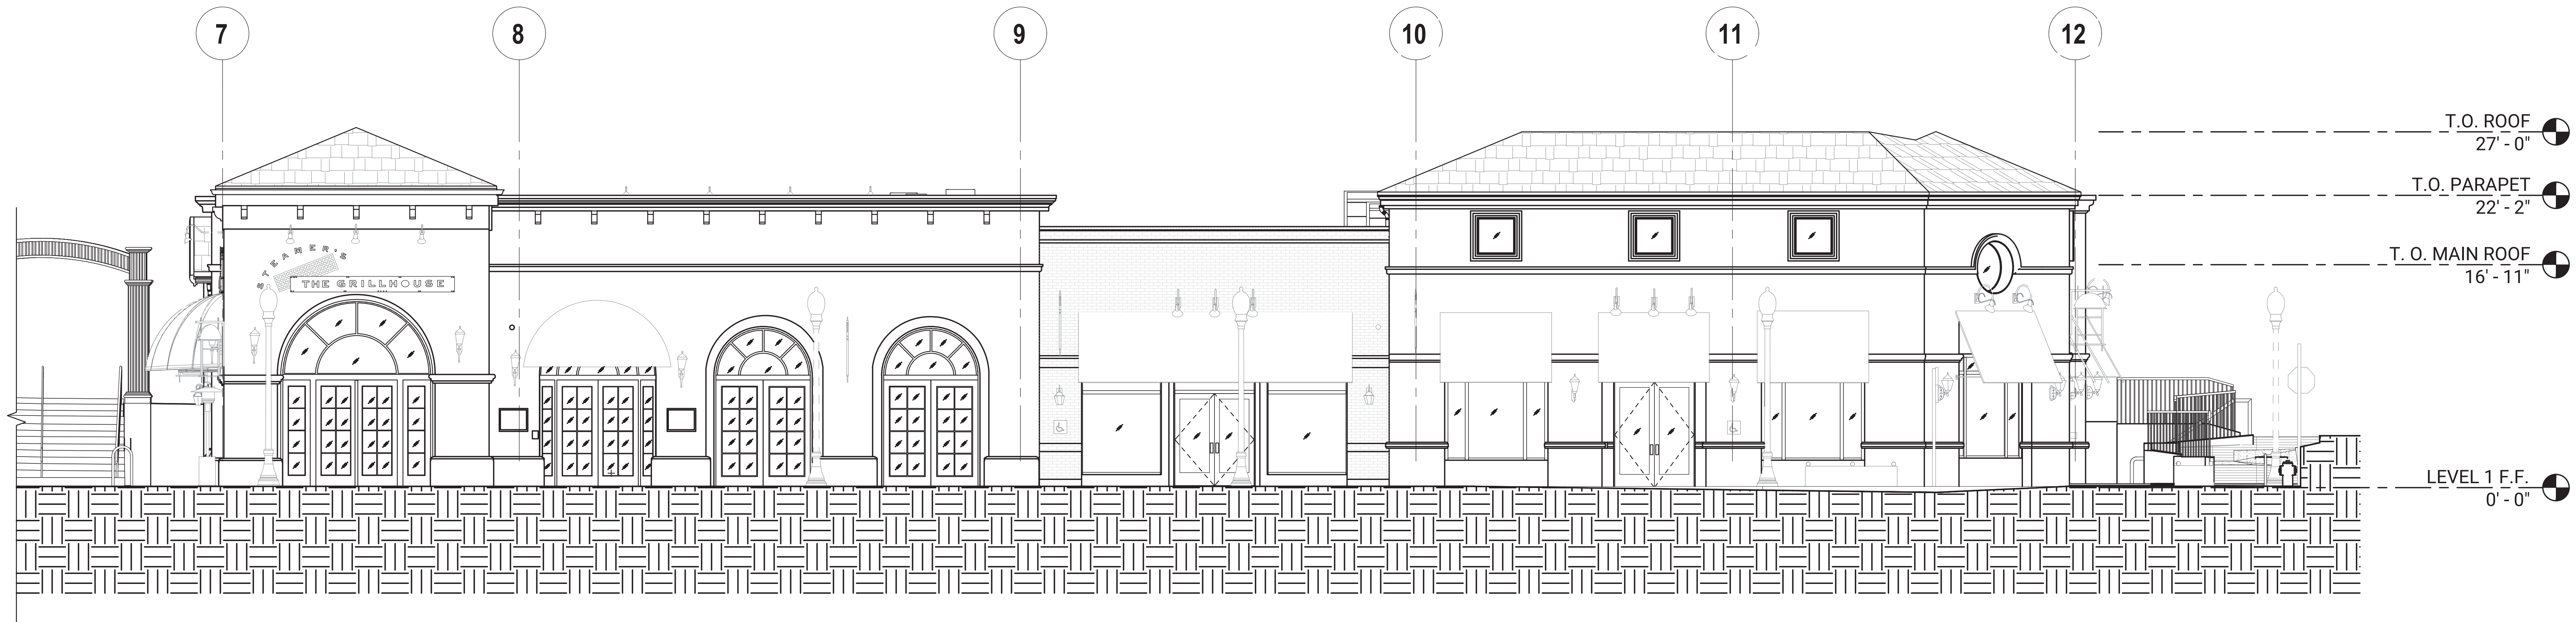 7 8 9 10 11 12
T.O. ROOF
27' - 0"
T.O. PARAPET
22' - 2"
STEAMER'S
T. O. MAIN ROOF
16' - 11"
THE GRILLHOUSE
LEVEL 1 F.F.
0' - 0"